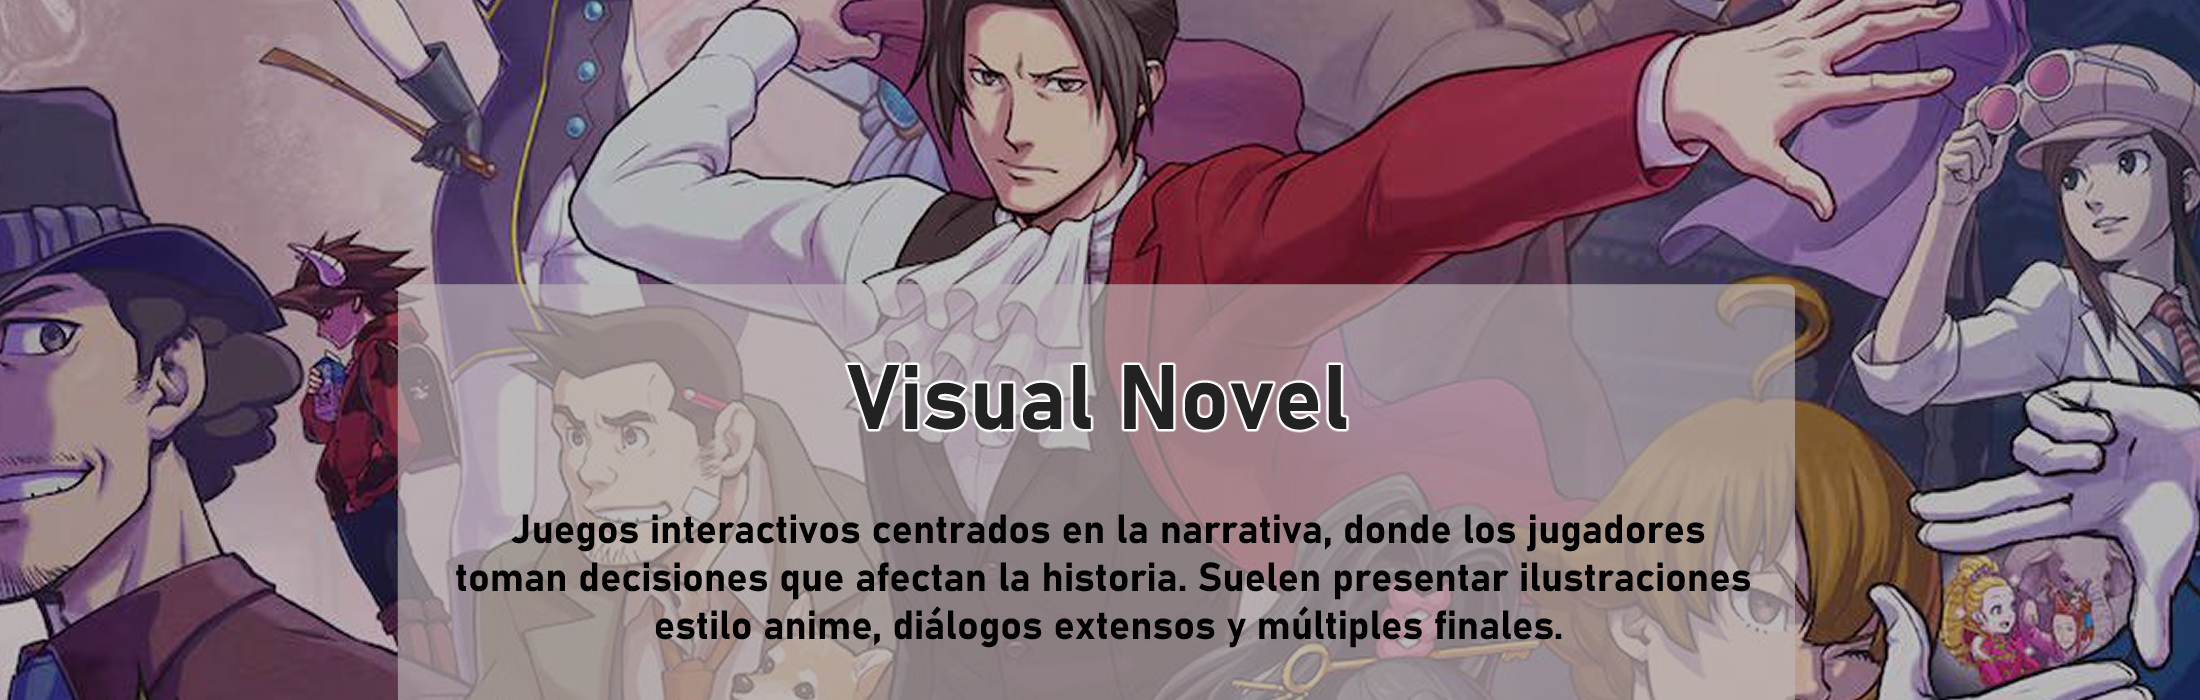 Visual Novel
Juegos interactivos centrados en la narrativa, donde los jugadores
toman decisiones que afectan la historia. Suelen presentar ilustraciones
estilo anime, diálogos extensos y múltiples finales.